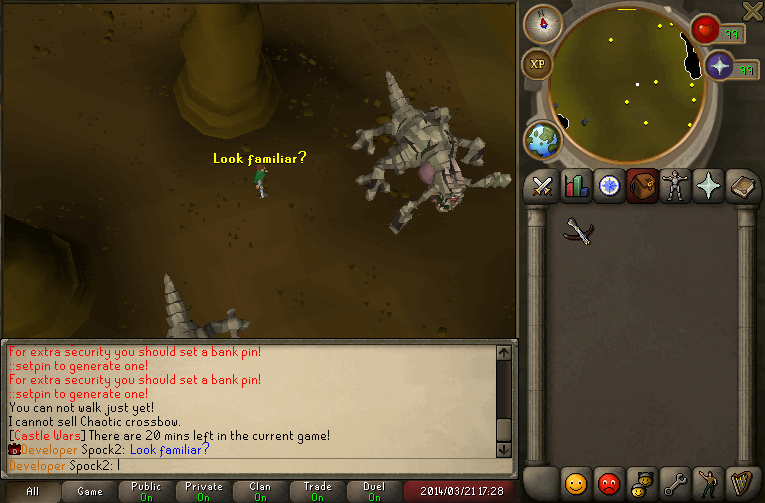 Look familiar?
N
XP
99
99
For extra security you should set a bank pin!
::setpin to generate one!
For extra security you should set a bank pin!
::setpin to generate one!
You can not walk just yet!
I cannot sell Chaotic crossbow.
[Castle Wars] There are 20 mins left in the current game!
Developer Spock2: Look familiar?
Developer Spock2: |
All
Game
Public
On
Private
On
Clan
On
Trade
On
Duel
On
2014/03/21 17:28